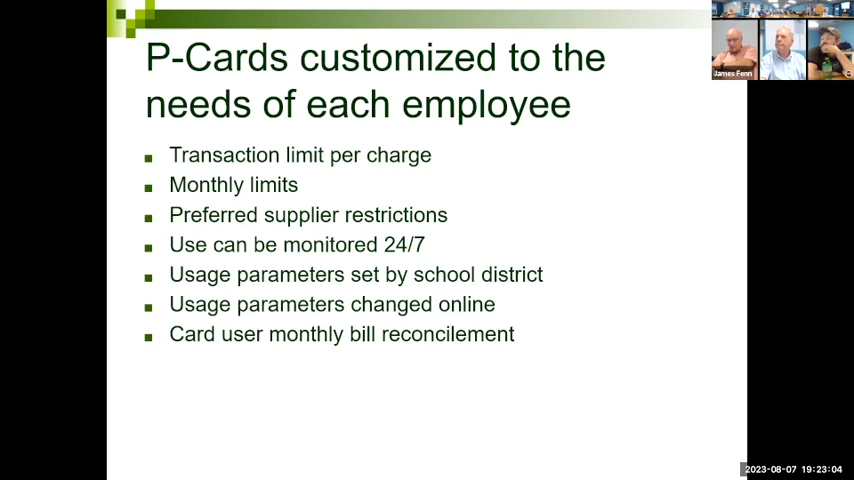 P-Cards customized to the
needs of each employee
Transaction limit per charge
Monthly limits
Preferred supplier restrictions
Use can be monitored 24/7
Usage parameters set by school district
Usage parameters changed online
Card user monthly bill reconcilement
James Fenn
2023-08-07 19:23:04